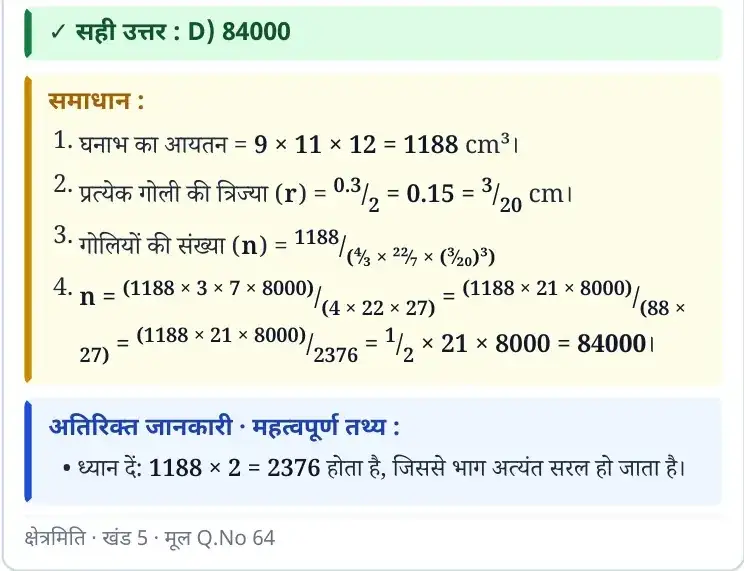 ✓ सही उत्तर : D) 84000
समाधान :
1. घनाभ का आयतन = 9 × 11 × 12 = 1188 cm³।
2. प्रत्येक गोली की त्रिज्या (r) = 0.3/2 = 0.15 = 3/20 cm।
3. गोलियों की संख्या (n) = 1188/(4/3 × 22/7 × (3/20)³)
4. n = (1188 × 3 × 7 × 8000)/(4 × 22 × 27) = (1188 × 21 × 8000)/(88 ×
27) = (1188 × 21 × 8000)/2376 = 1/2 × 21 × 8000 = 84000।
अतिरिक्त जानकारी · महत्वपूर्ण तथ्य :
• ध्यान दें: 1188 × 2 = 2376 होता है, जिससे भाग अत्यंत सरल हो जाता है।
क्षेत्रमिति · खंड 5 · मूल Q.No 64